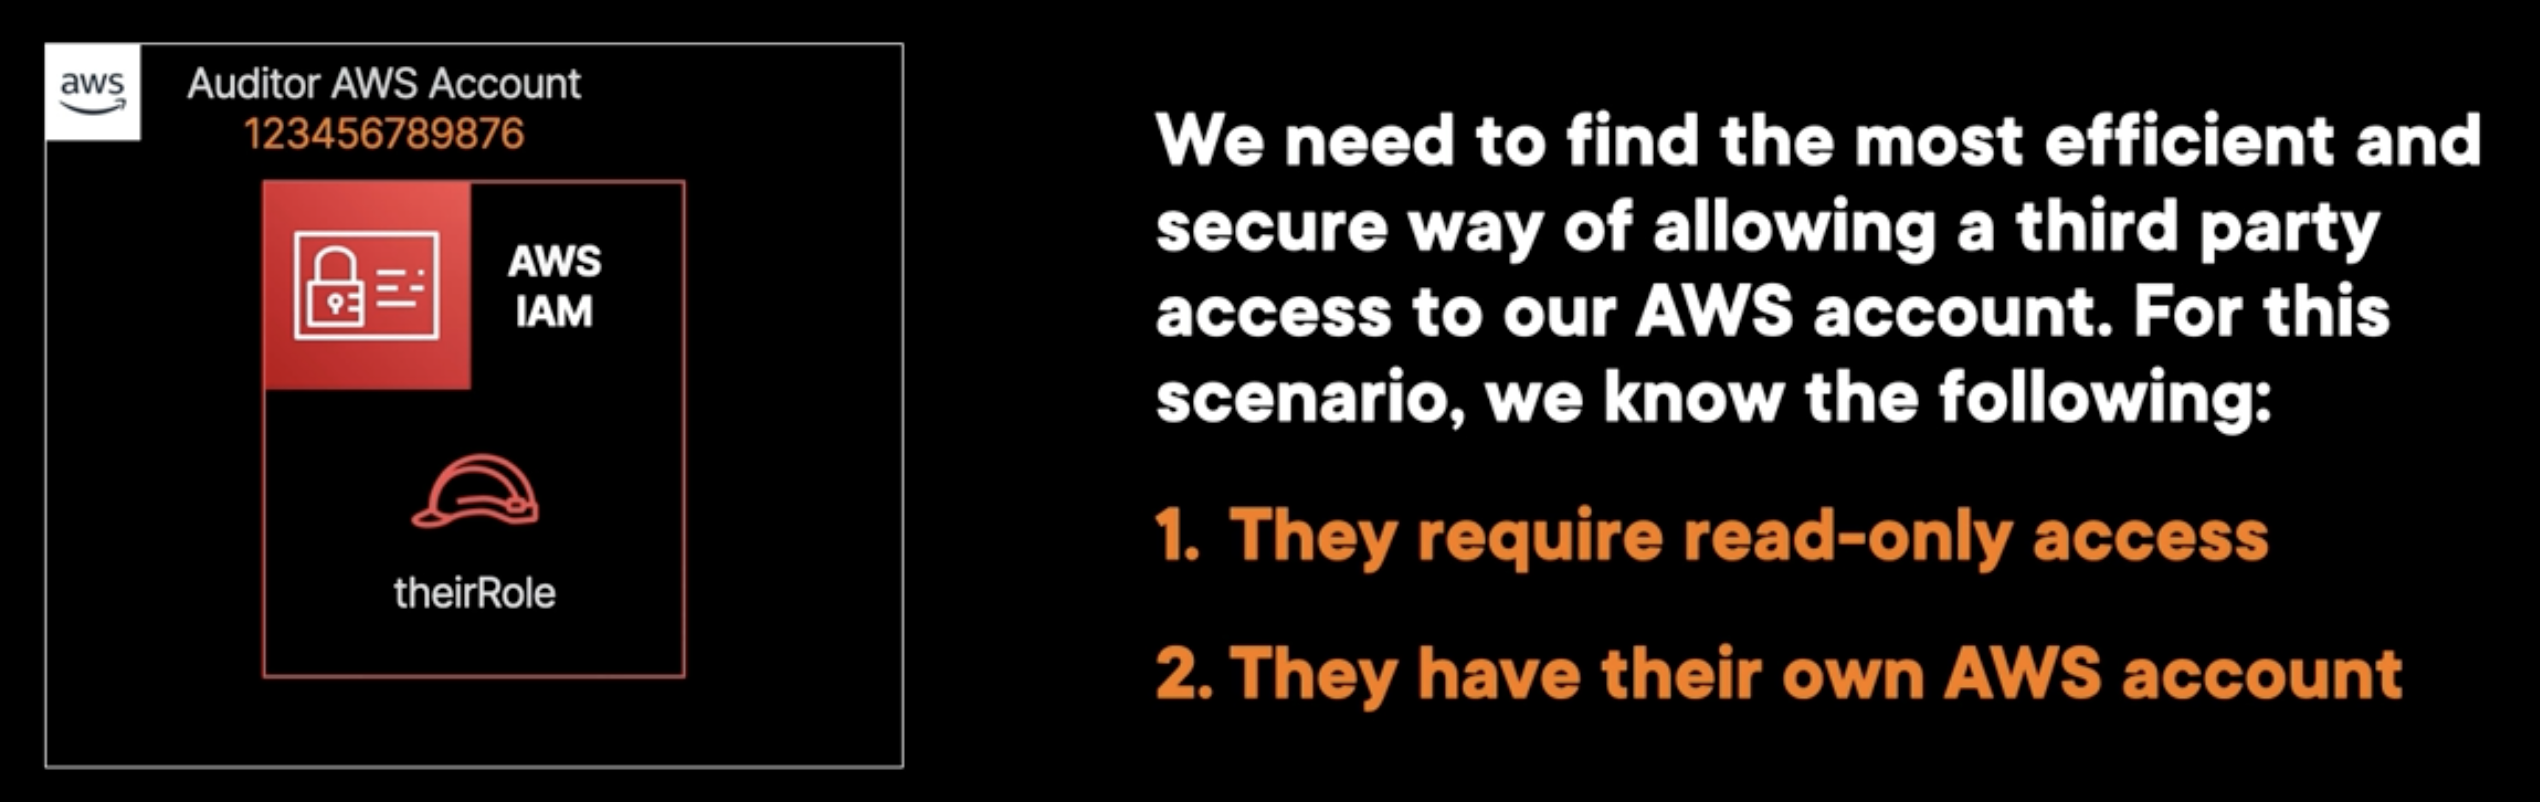 aws
Auditor AWS Account
123456789876
AWS
IAM
theirRole
We need to find the most efficient and
secure way of allowing a third party
access to our AWS account. For this
scenario, we know the following:
1. They require read-only access
2. They have their own AWS account